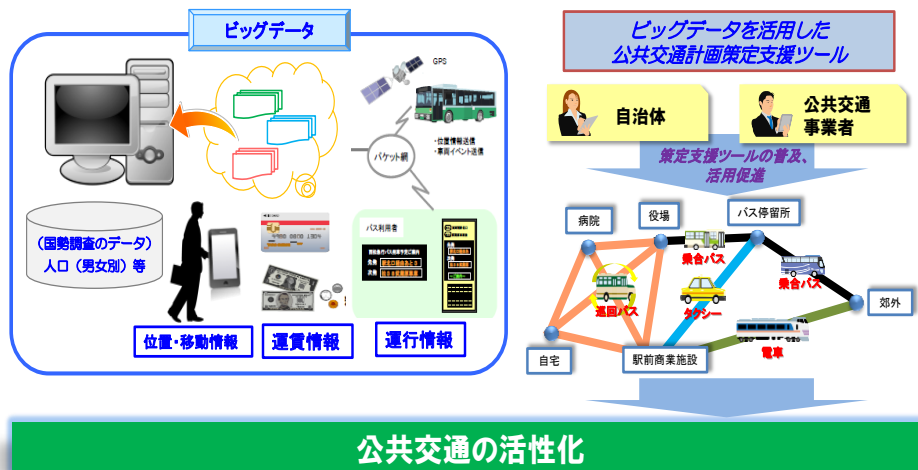 ビッグデータ
GPS
・位置情報送信
・車両イベント送信
パケット網
(国勢調査のデータ)
人口(男女別)等
バス利用者
先発
次発
位置・移動情報
運賃情報
運行情報
ビッグデータを活用した
公共交通計画策定支援ツール
自治体
公共交通
事業者
策定支援ツールの普及、
活用促進
病院
役場
バス停留所
乗合バス
乗合バス
巡回バス
タクシー
郊外
電車
自宅
駅前商業施設
公共交通の活性化